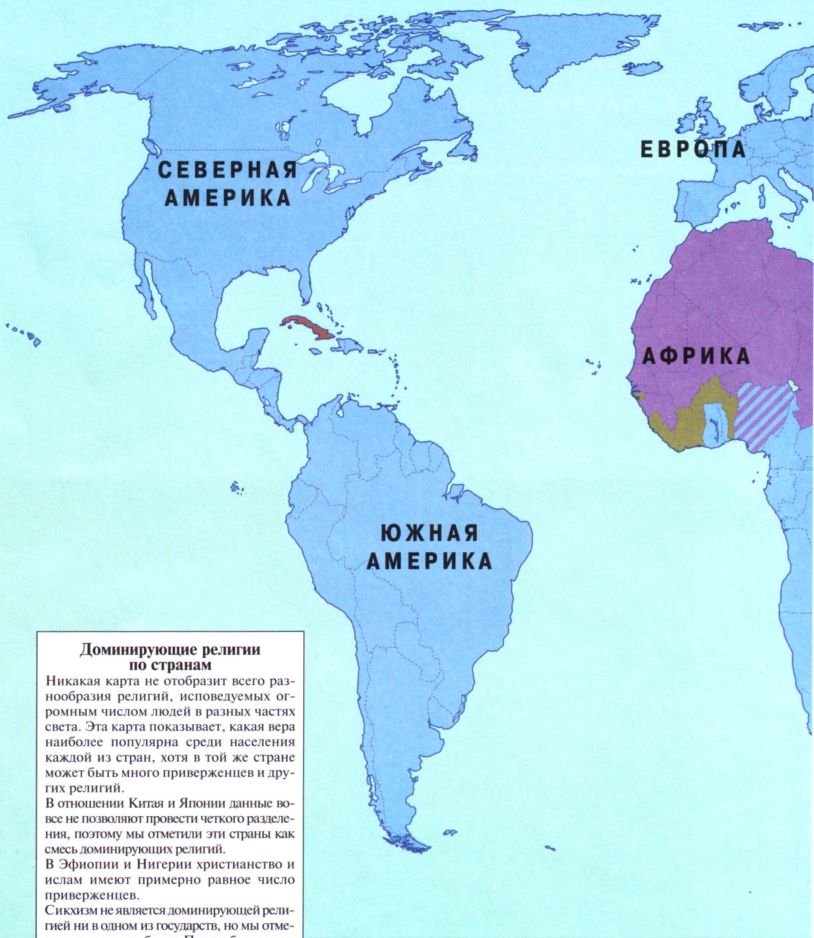 СЕВЕРНАЯ
АМЕРИКА
ЕВРОПА
АФРИКА
ЮЖНАЯ
АМЕРИКА
Доминирующие религии
по странам
Никакая карта не отобразит всего раз-
нообразия религий, исповедуемых ог-
ромным числом людей в разных частях
света. Эта карта показывает, какая вера
наиболее популярна среди населения
каждой из стран, хотя в той же стране
может быть много приверженцев и дру-
гих религий.
В отношении Китая и Японии данные во-
все не позволяют провести четкого разделе-
ния, поэтому мы отметили эти страны как
смесь доминирующих религий.
В Эфиопии и Нигерии христианство и
ислам имеют примерно равное число
приверженцев.
Сикхизм не является доминирующей рели-
гией ни в одном из государств, но мы отме-